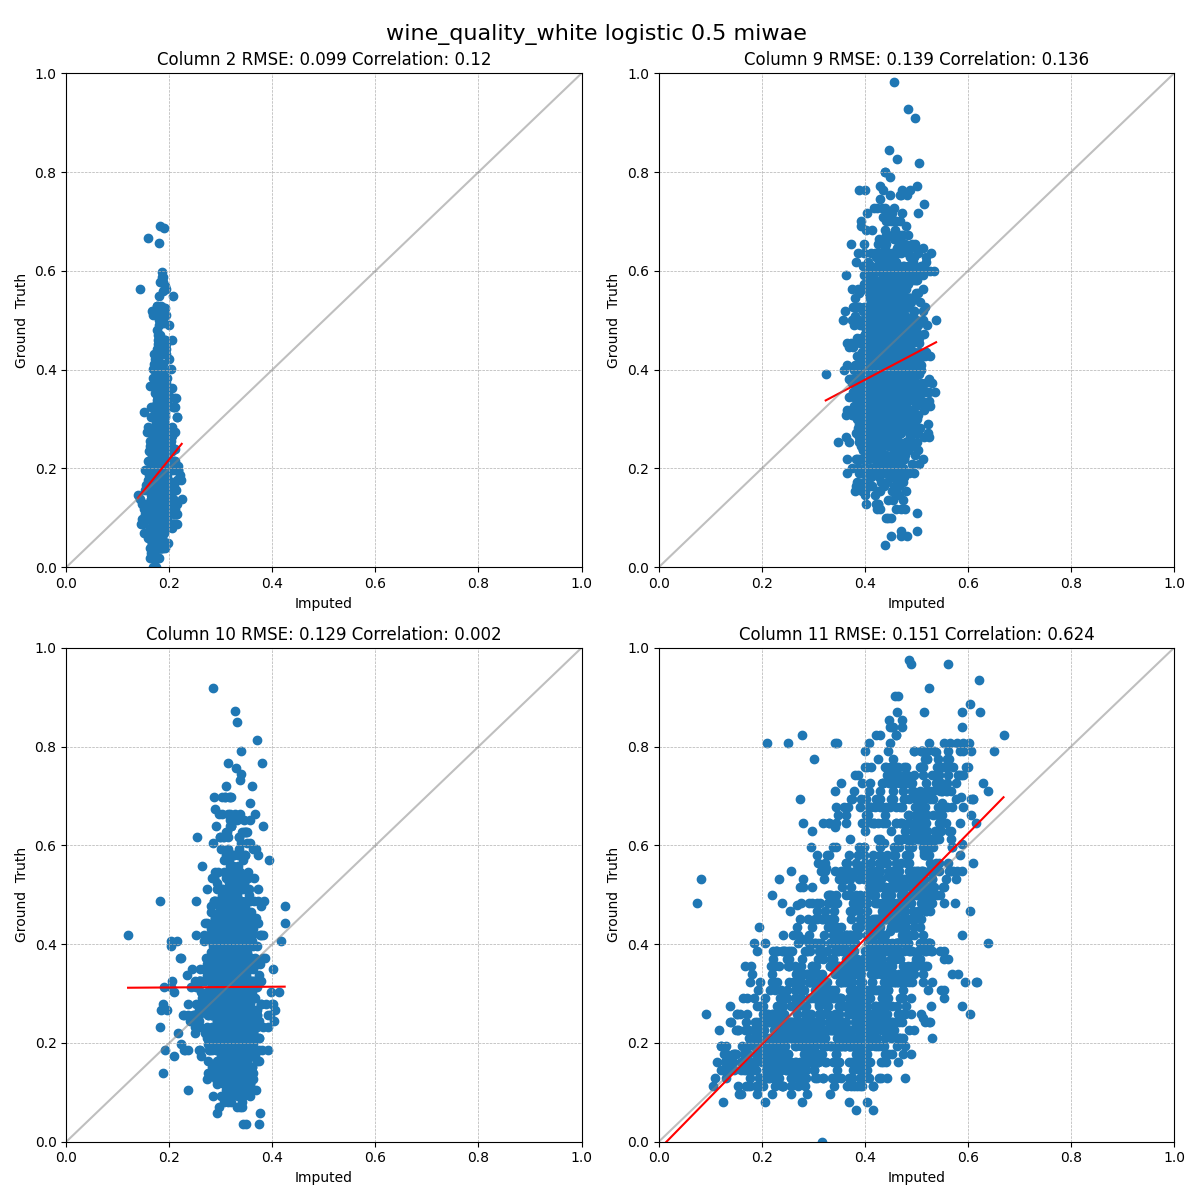 wine_quality_white logistic 0.5 miwae
Column 2 RMSE: 0.099 Correlation: 0.12
1.0
0.8
0.6
0.4
0.2
0.0
Ground Truth
0.0 0.2 0.4 0.6 0.8 1.0
Imputed
Column 9 RMSE: 0.139 Correlation: 0.136
1.0
0.8
0.6
0.4
0.2
0.0
Ground Truth
0.0 0.2 0.4 0.6 0.8 1.0
Imputed
Column 10 RMSE: 0.129 Correlation: 0.002
1.0
0.8
0.6
0.4
0.2
0.0
Ground Truth
0.0 0.2 0.4 0.6 0.8 1.0
Imputed
Column 11 RMSE: 0.151 Correlation: 0.624
1.0
0.8
0.6
0.4
0.2
0.0
Ground Truth
0.0 0.2 0.4 0.6 0.8 1.0
Imputed